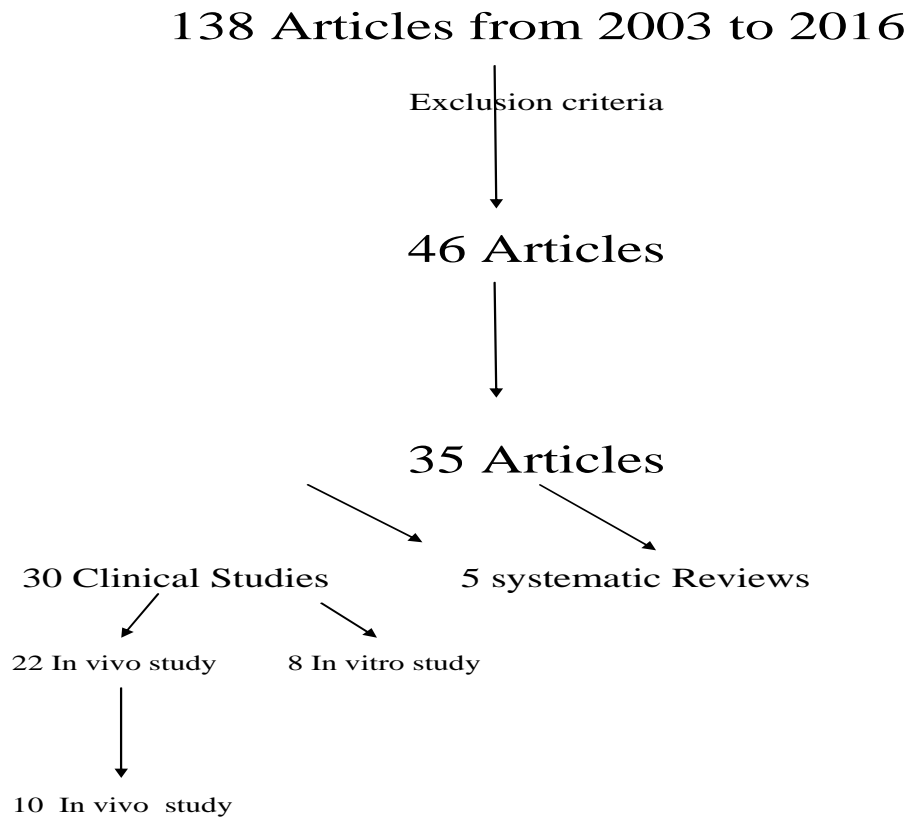 138 Articles from 2003 to 2016
Exclusion criteria
46 Articles
35 Articles
30 Clinical Studies
5 systematic Reviews
22 In vivo study
8 In vitro study
10 In vivo study